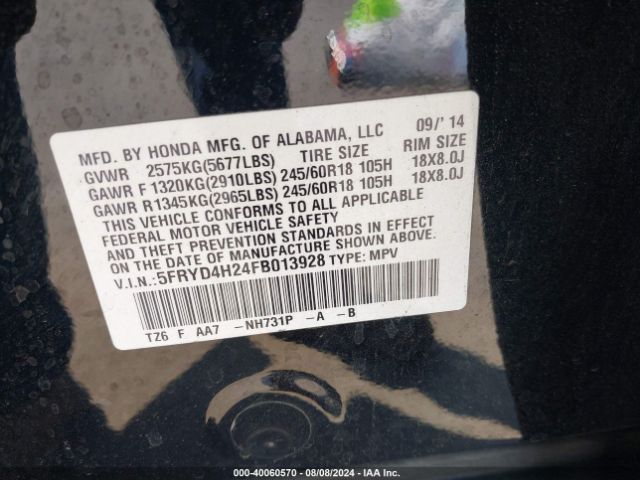 MFD. BY HONDA MFG. OF ALABAMA, LLC 09/'14
GVWR 2575KG(5677LBS) TIRE SIZE RIM SIZE
GAWR F 1320KG(2910LBS) 245/60R18 105H 18X8.0J
GAWR R1345KG(2965LBS) 245/60R18 105H 18X8.0J
THIS VEHICLE CONFORMS TO ALL APPLICABLE
FEDERAL MOTOR VEHICLE SAFETY
AND THEFT PREVENTION STANDARDS IN EFFECT
ON THE DATE OF MANUFACTURE SHOWN ABOVE.
V.I.N.:5FRYD4H24FB013928 TYPE: MPV
TZ6 F AA7 -NH731P -A -B
000-40060570 - 08/08/2024 - IAA Inc.